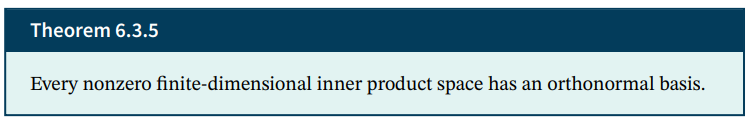 Theorem 6.3.5
Every nonzero finite-dimensional inner product space has an orthonormal basis.